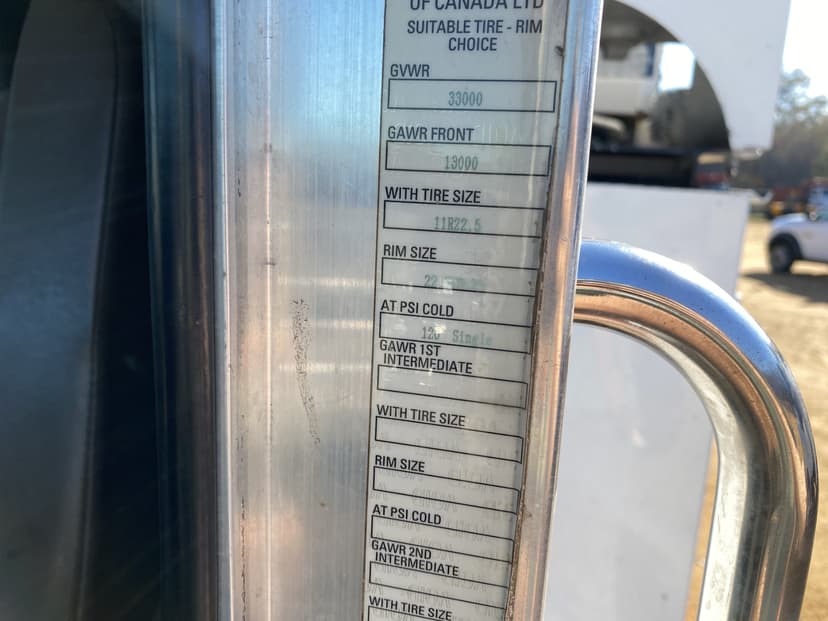 OF CANADA LTD
SUITABLE TIRE - RIM
CHOICE
GVWR
33000
GAWR FRONT
13000
WITH TIRE SIZE
11R22.5
RIM SIZE
AT PSI COLD
120 Single
GAWR 1ST
INTERMEDIATE
WITH TIRE SIZE
RIM SIZE
AT PSI COLD
GAWR 2ND
INTERMEDIATE
WITH TIRE SIZE